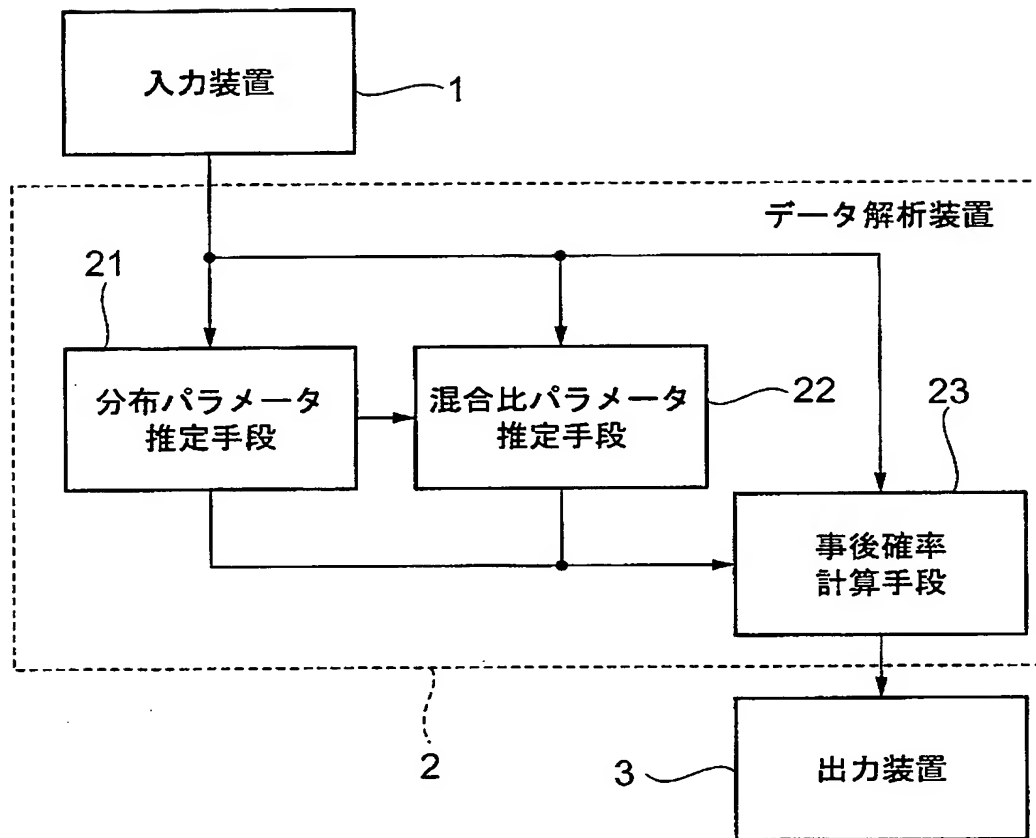 入力装置
1
データ解析装置
21
分布パラメータ
推定手段
混合比パラメータ
推定手段
22
23
事後確率
計算手段
2
3
出力装置